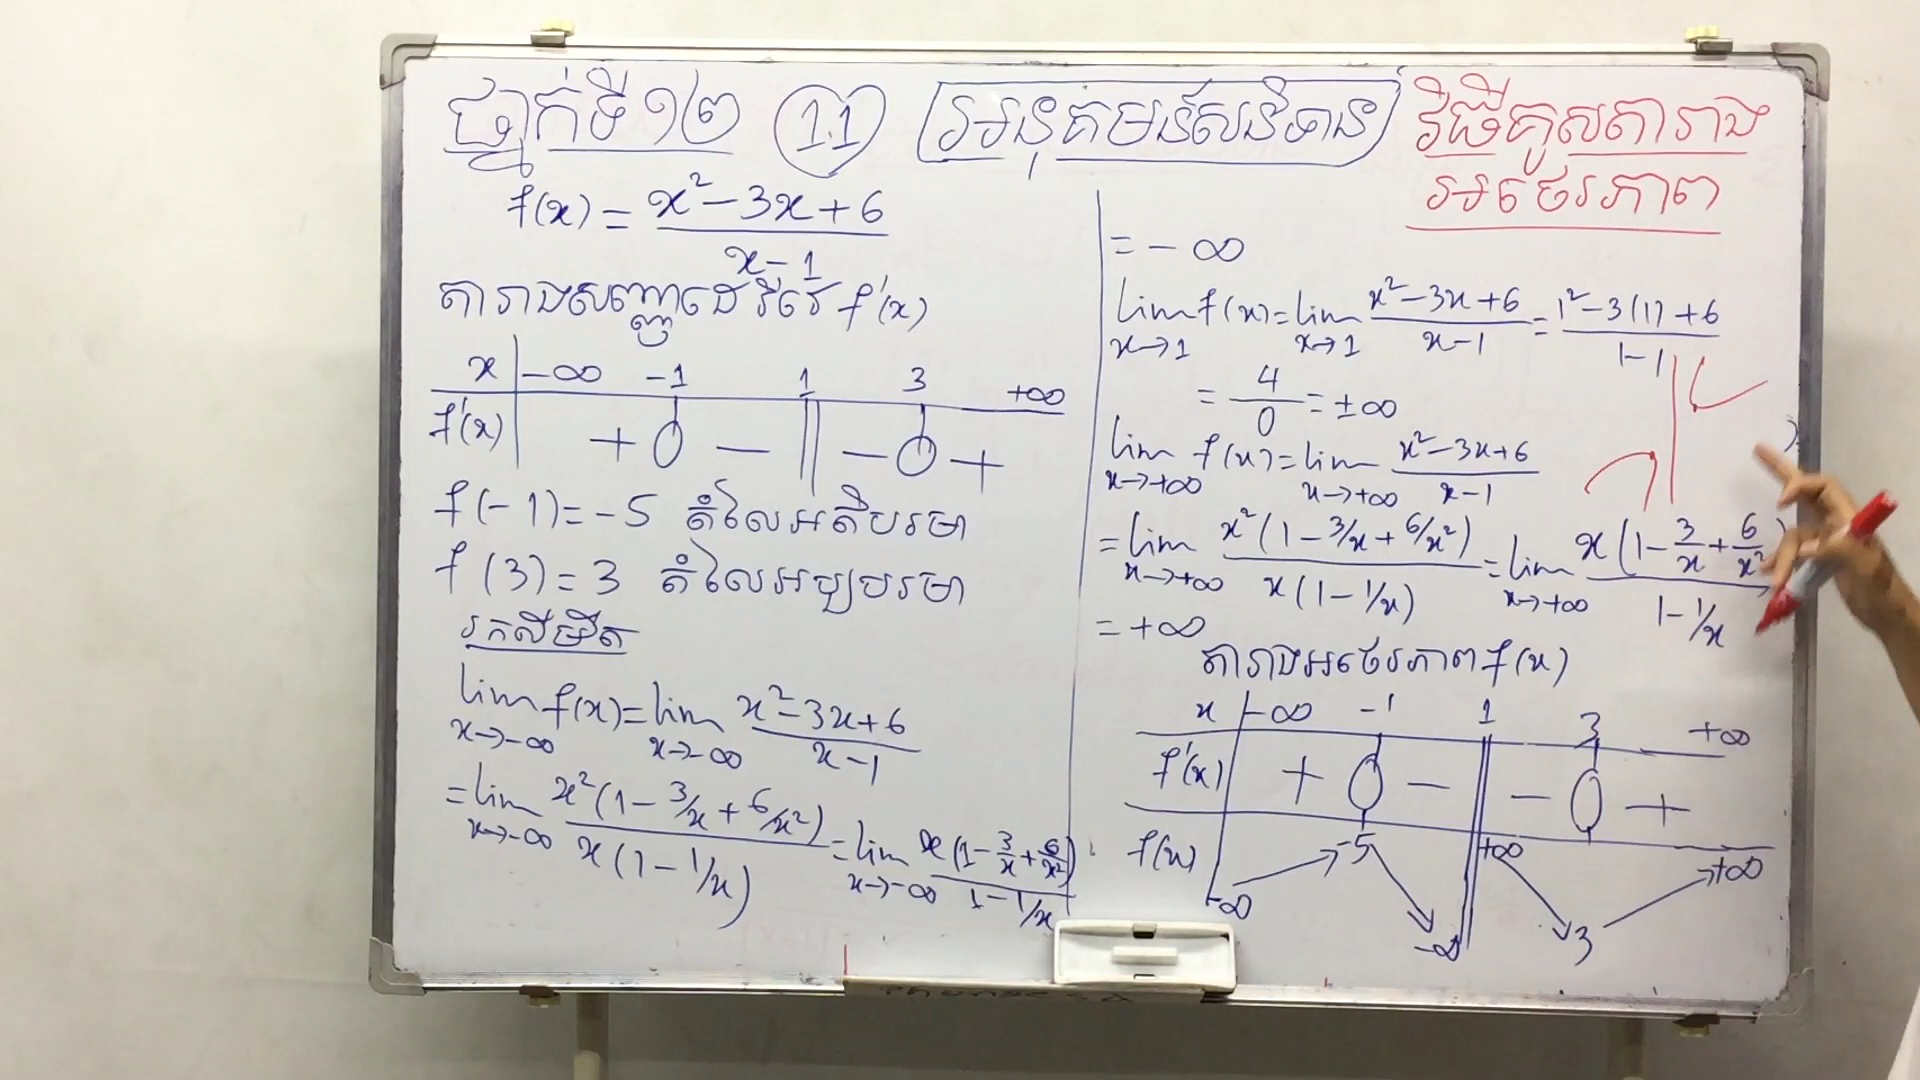 ថ្នាក់ទី១២ 1.1 អនុគមន៍សនិទាន វិធីគូសតារាង
អថេរភាព
f(x) = (x² − 3x + 6)/(x − 1)
តារាងសញ្ញាដេរីវេ f'(x)
x −∞ −1 1 3 +∞
f'(x) + 0 − || − 0 +
f(−1) = −5 តំលៃអតិបរមា
f(3) = 3 តំលៃអប្បបរមា
រកលីមីត
lim x→−∞ f(x) = lim x→−∞ (x² − 3x + 6)/(x − 1)
= lim x→−∞ x²(1 − 3/x + 6/x²)/x(1 − 1/x) = lim x→−∞ x(1 − 3/x + 6/x²)/(1 − 1/x)
= −∞
lim x→1 f(x) = lim x→1 (x² − 3x + 6)/(x − 1) = (1² − 3(1) + 6)/(1 − 1)
= 4/0 = ±∞
lim x→+∞ f(x) = lim x→+∞ (x² − 3x + 6)/(x − 1)
= lim x→+∞ x²(1 − 3/x + 6/x²)/x(1 − 1/x) = lim x→+∞ x(1 − 3/x + 6/x²)/(1 − 1/x)
= +∞
តារាងអថេរភាព f(x)
x −∞ −1 1 3 +∞
f'(x) + 0 − || − 0 +
f(x) −∞ → −5 → −∞ || +∞ → 3 → +∞